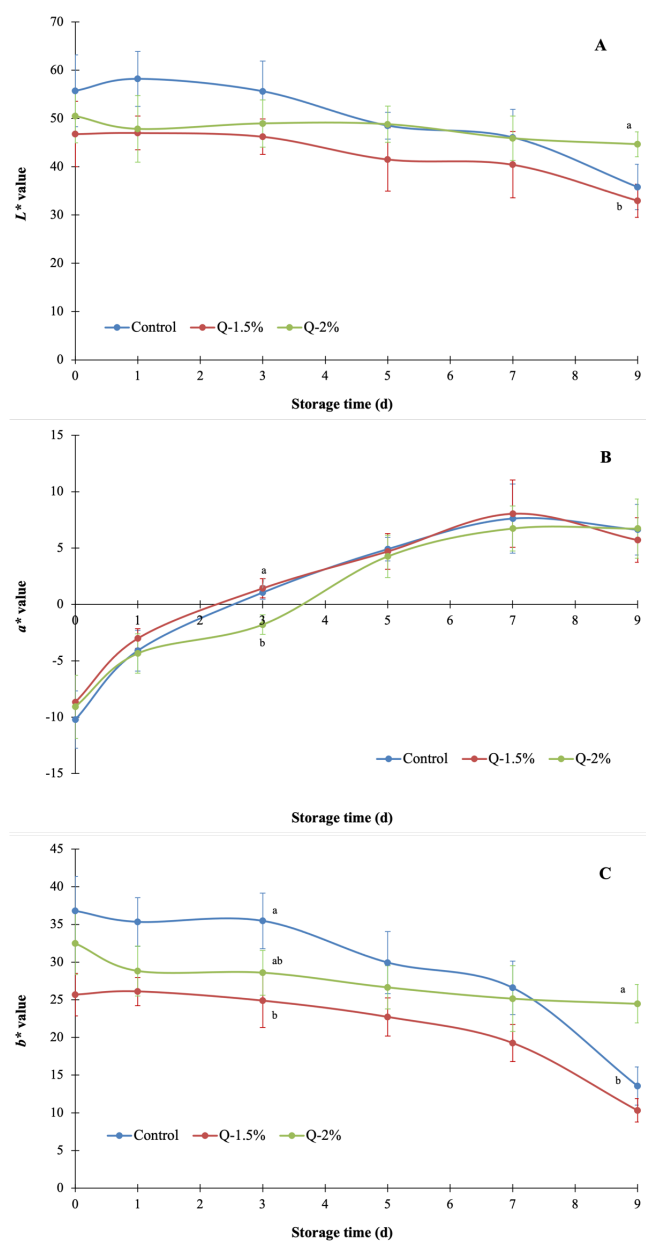 70
A
60
50
a
40
L* value
30
b
20
10
Control Q-1.5% Q-2%
0
0 1 2 3 4 5 6 7 8 9
Storage time (d)
15
B
10
5
a
0
0 1 2 3 4 5 6 7 8 9
a* value
b
-5
-10
Control Q-1.5% Q-2%
-15
Storage time (d)
45
C
40
35
a
30
ab
25
a
b
20
b* value
15
b
10
5
Control Q-1.5% Q-2%
0
0 1 2 3 4 5 6 7 8 9
Storage time (d)